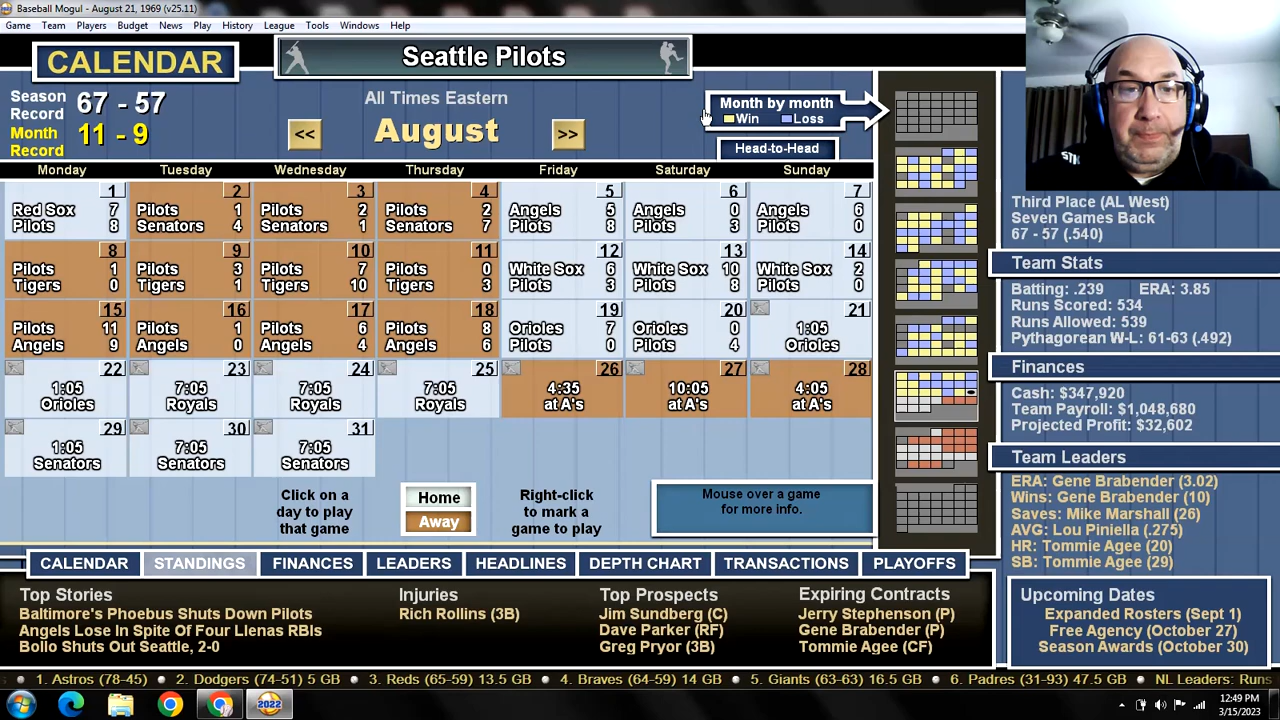 Baseball Mogul - August 21, 1969 (v25.11)
Game Team Players Budget News Play History League Tools Windows Help
CALENDAR
Seattle Pilots
Season Record 67 - 57
Month Record 11 - 9
All Times Eastern
<< August >>
Month by month
Win Loss
Head-to-Head
Monday Tuesday Wednesday Thursday Friday Saturday Sunday
1 2 3 4 5 6 7
Red Sox 7 Pilots 1 Pilots 2 Pilots 2 Angels 5 Angels 0 Angels 6
Pilots 8 Senators 4 Senators 1 Senators 7 Pilots 8 Pilots 3 Pilots 0
8 9 10 11 12 13 14
Pilots 1 Pilots 3 Pilots 7 Pilots 0 White Sox 6 White Sox 10 White Sox 2
Tigers 0 Tigers 1 Tigers 10 Tigers 3 Pilots 3 Pilots 8 Pilots 0
15 16 17 18 19 20 21
Pilots 11 Pilots 1 Pilots 6 Pilots 8 Orioles 7 Orioles 0 1:05
Angels 9 Angels 0 Angels 4 Angels 6 Pilots 0 Pilots 4 Orioles
22 23 24 25 26 27 28
1:05 7:05 7:05 7:05 4:35 10:05 4:05
Orioles Royals Royals Royals at A's at A's at A's
29 30 31
1:05 7:05 7:05
Senators Senators Senators
Click on a
day to play
that game
Home
Away
Right-click
to mark a
game to play
Mouse over a game
for more info.
STK
Third Place (AL West)
Seven Games Back
67 - 57 (.540)
Team Stats
Batting: .239 ERA: 3.85
Runs Scored: 534
Runs Allowed: 539
Pythagorean W-L: 61-63 (.492)
Finances
Cash: $347,920
Team Payroll: $1,048,680
Projected Profit: $32,602
Team Leaders
ERA: Gene Brabender (3.02)
Wins: Gene Brabender (10)
Saves: Mike Marshall (26)
AVG: Lou Piniella (.275)
HR: Tommie Agee (20)
SB: Tommie Agee (29)
CALENDAR STANDINGS FINANCES LEADERS HEADLINES DEPTH CHART TRANSACTIONS PLAYOFFS
Top Stories
Baltimore's Phoebus Shuts Down Pilots
Angels Lose In Spite Of Four Llenas RBIs
Bollo Shuts Out Seattle, 2-0
Injuries
Rich Rollins (3B)
Top Prospects
Jim Sundberg (C)
Dave Parker (RF)
Greg Pryor (3B)
Expiring Contracts
Jerry Stephenson (P)
Gene Brabender (P)
Tommie Agee (CF)
Upcoming Dates
Expanded Rosters (Sept 1)
Free Agency (October 27)
Season Awards (October 30)
1. Astros (78-45) 2. Dodgers (74-51) 5 GB 3. Reds (65-59) 13.5 GB 4. Braves (64-59) 14 GB 5. Giants (63-63) 16.5 GB 6. Padres (31-93) 47.5 GB NL Leaders: Runs
2022
12:49 PM
3/15/2023